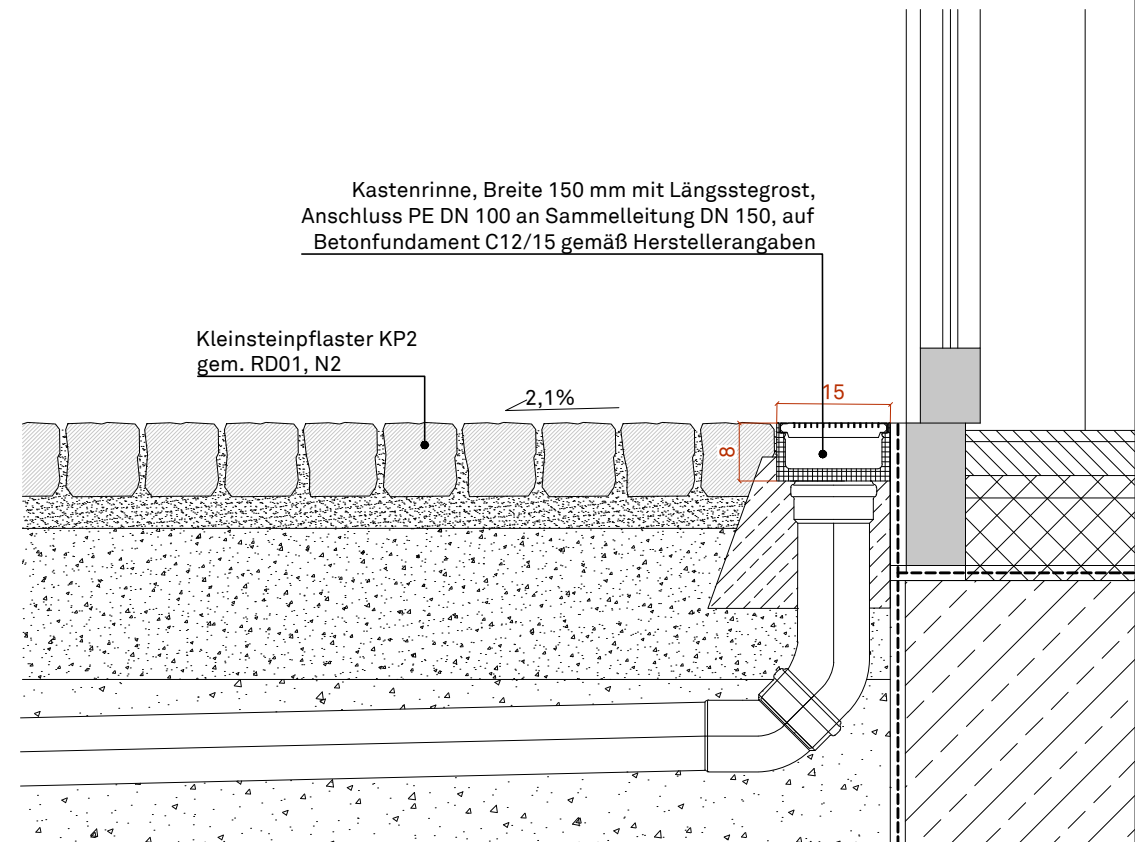 Kastenrinne, Breite 150 mm mit Längsstegrost,
Anschluss PE DN 100 an Sammelleitung DN 150, auf
Betonfundament C12/15 gemäß Herstellerangaben
Kleinsteinpflaster KP2
gem. RD01, N2
2,1%
15
8